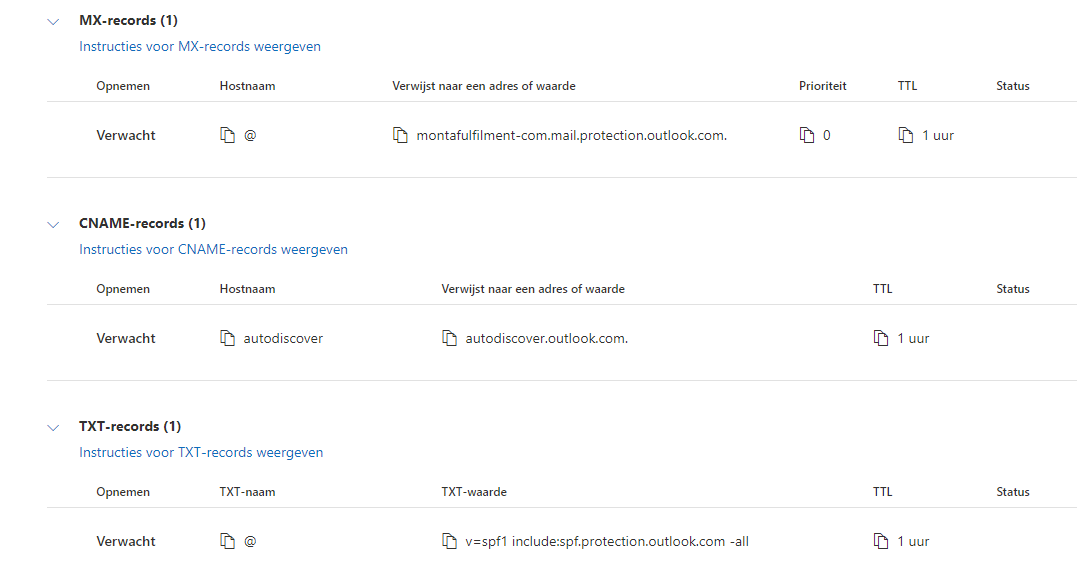 MX-records (1)
Instructies voor MX-records weergeven
Opnemen Hostnaam Verwijst naar een adres of waarde Prioriteit TTL Status
Verwacht @ montafulfilment-com.mail.protection.outlook.com. 0 1 uur
CNAME-records (1)
Instructies voor CNAME-records weergeven
Opnemen Hostnaam Verwijst naar een adres of waarde TTL Status
Verwacht autodiscover autodiscover.outlook.com. 1 uur
TXT-records (1)
Instructies voor TXT-records weergeven
Opnemen TXT-naam TXT-waarde TTL Status
Verwacht @ v=spf1 include:spf.protection.outlook.com -all 1 uur